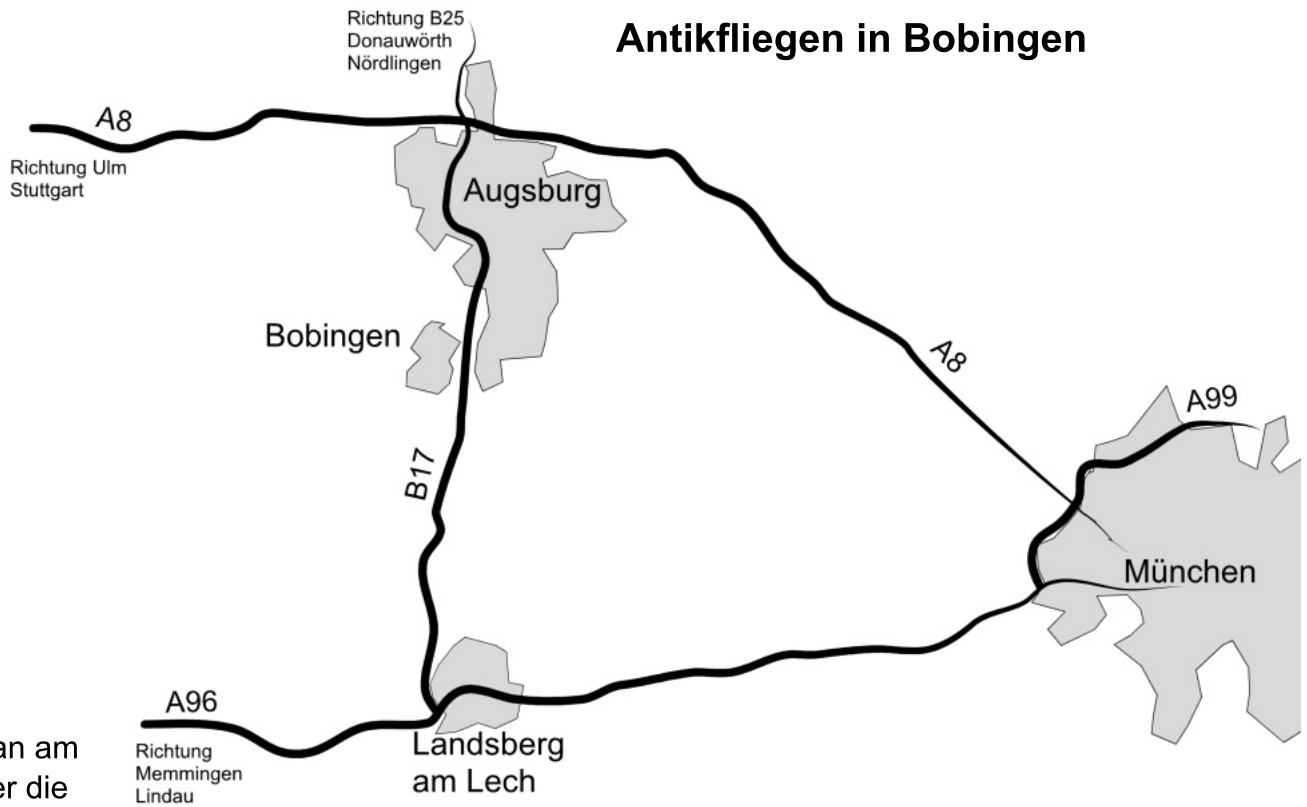 Antikfliegen in Bobingen
Richtung B25
Donauwörth
Nördlingen
A8
Richtung Ulm
Stuttgart
Augsburg
Bobingen
A8
A99
B17
München
A96
Richtung
Memmingen
Lindau
Landsberg
am Lech
an am
er die